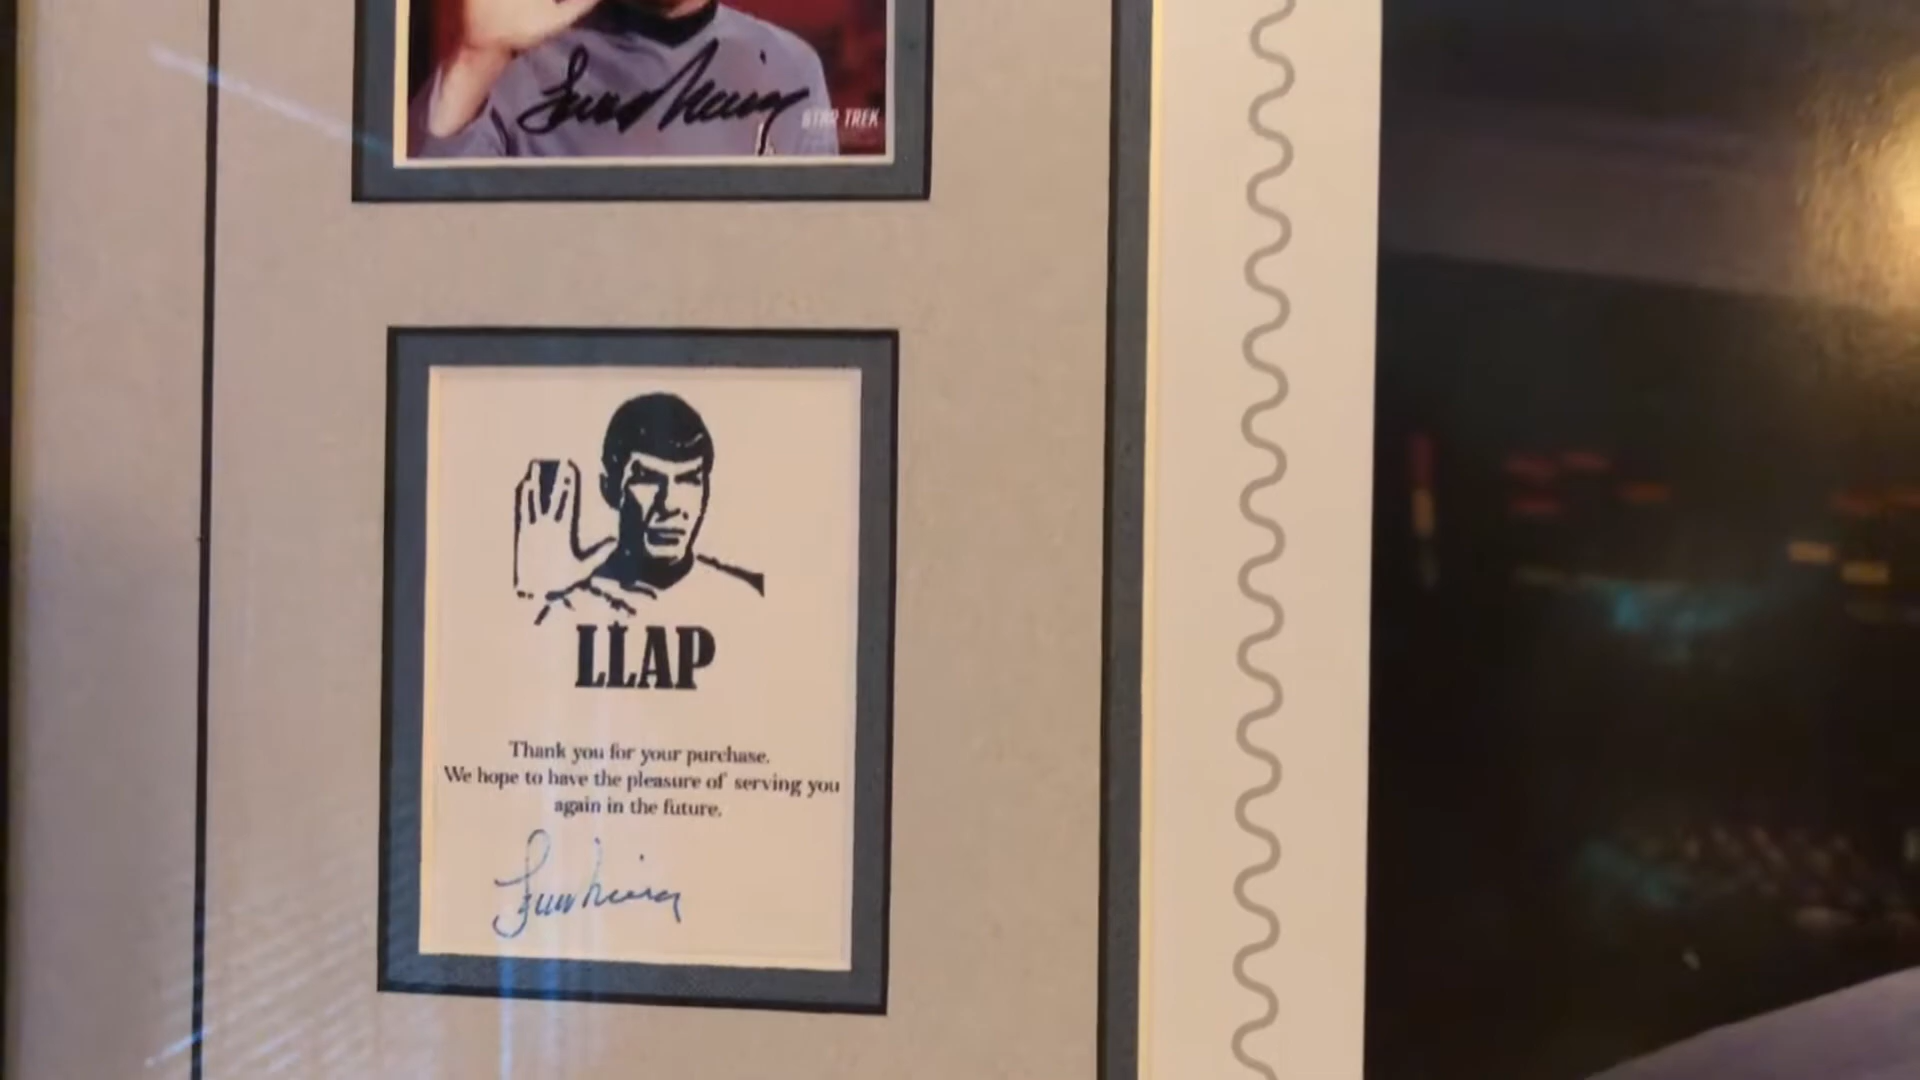 STAR TREK
LLAP
Thank you for your purchase.
We hope to have the pleasure of serving you
again in the future.